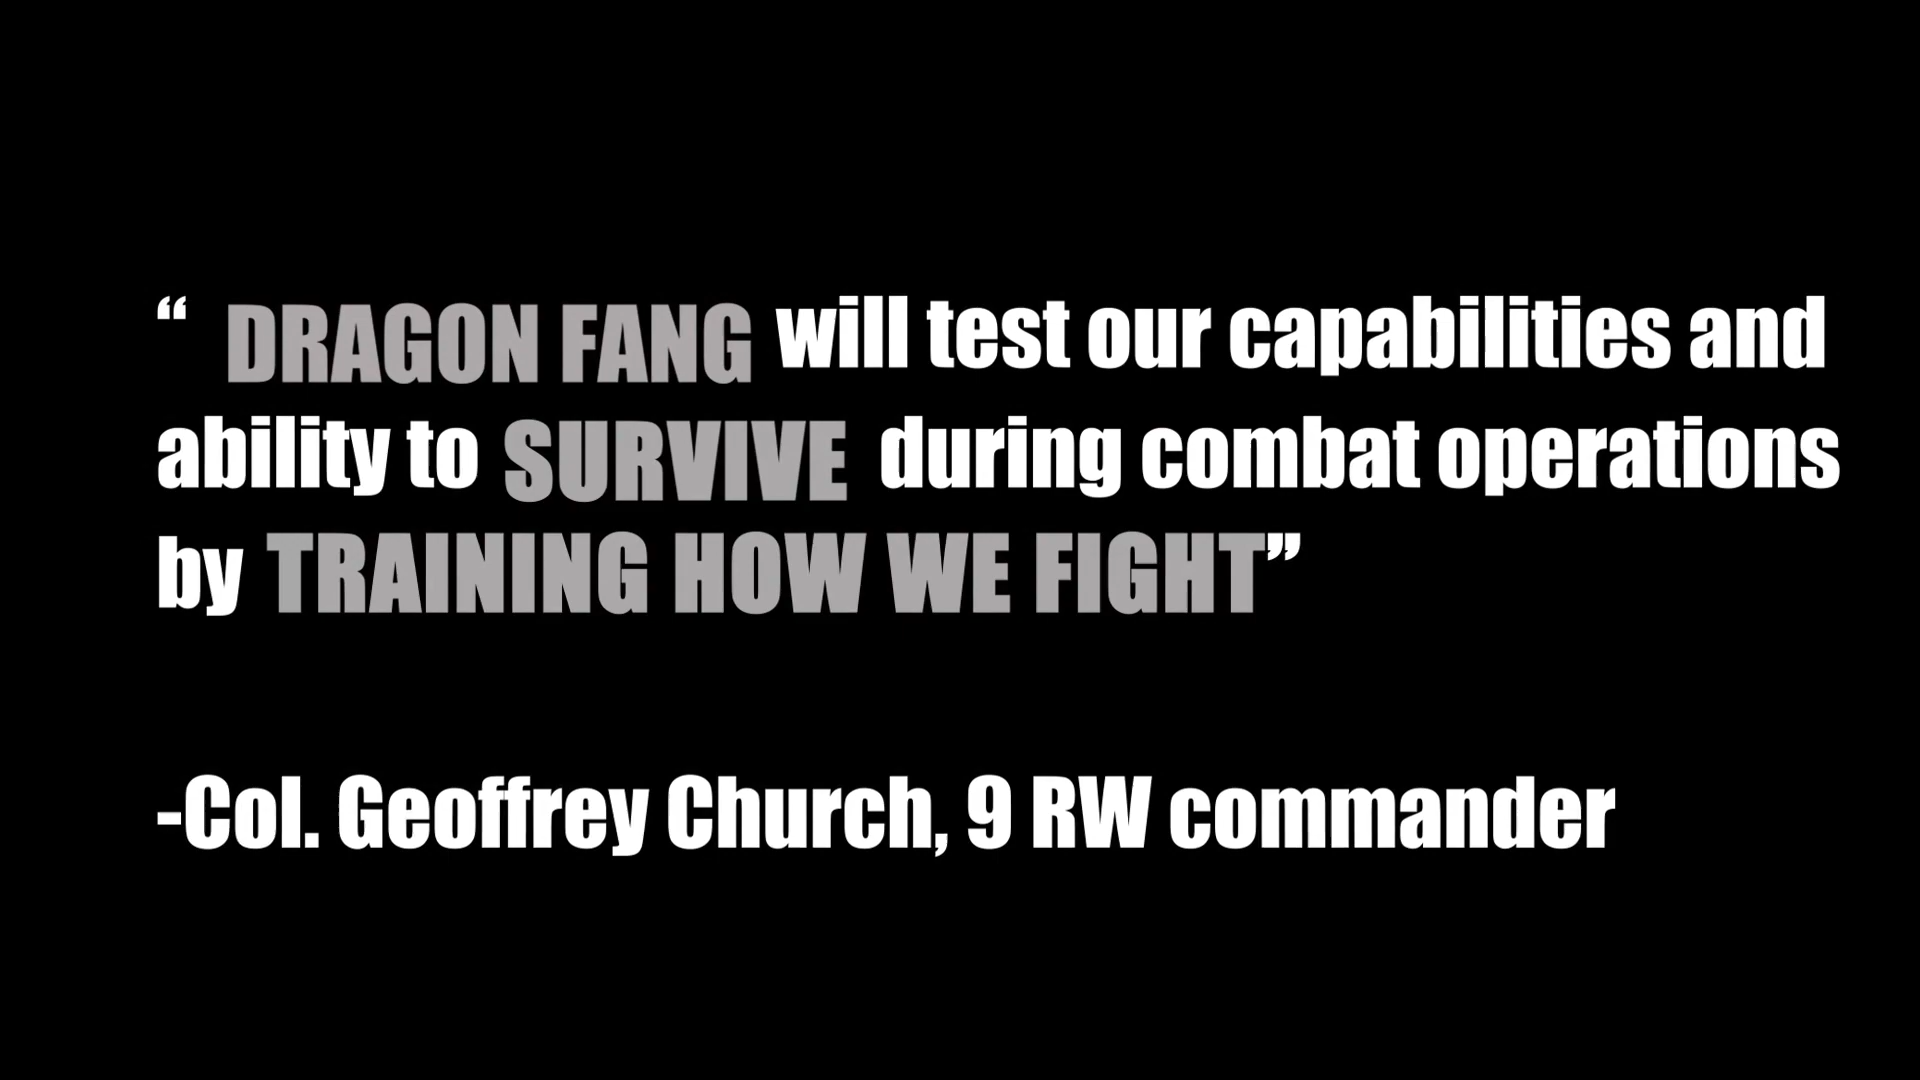 “ DRAGON FANG will test our capabilities and
ability to SURVIVE during combat operations
by TRAINING HOW WE FIGHT”
-Col. Geoffrey Church, 9 RW commander